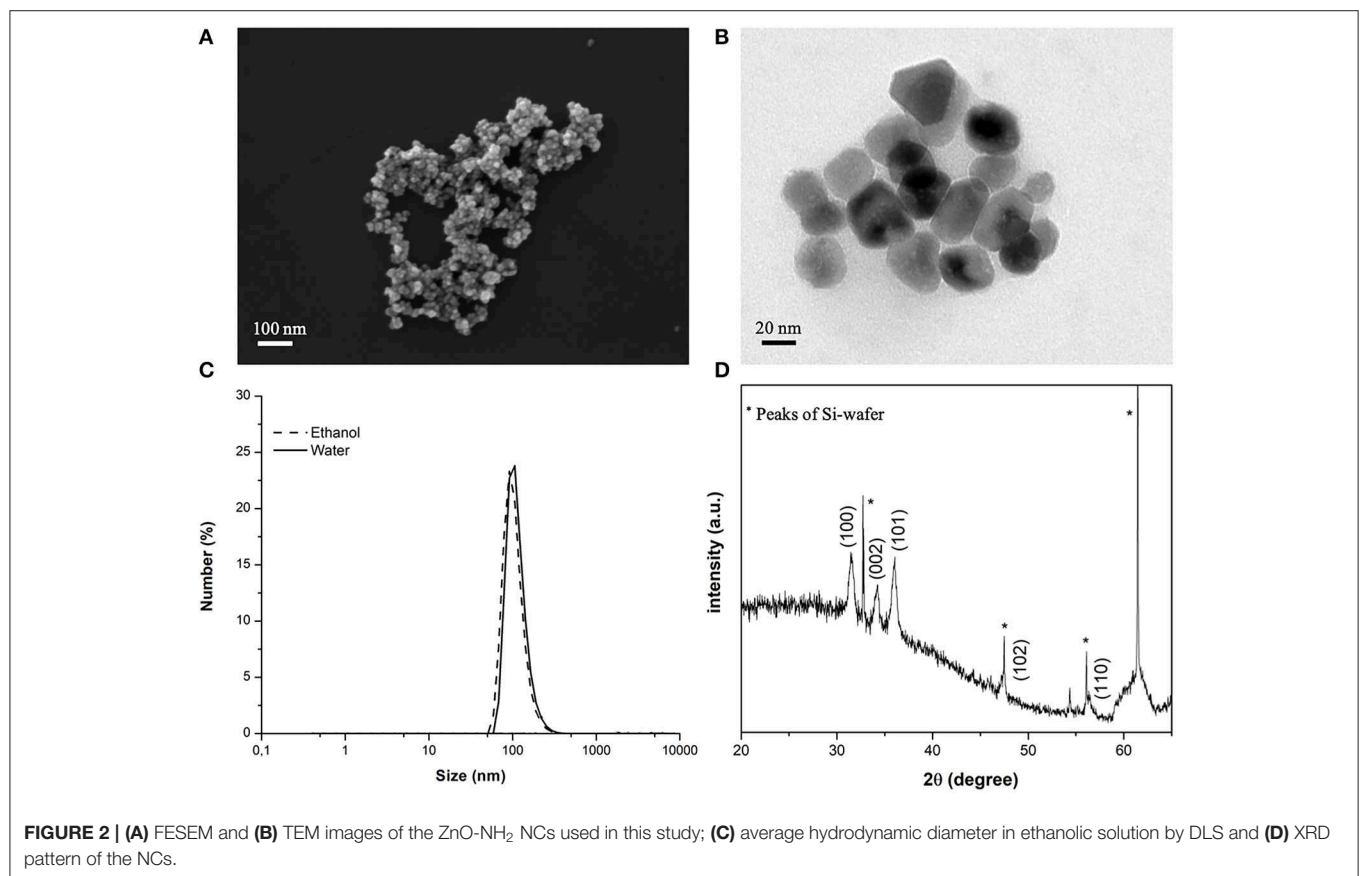 A
100 nm
B
20 nm
C
30
25
20
15
10
5
0
Number (%)
Ethanol
Water
0,1 1 10 100 1000 10000
Size (nm)
D
* Peaks of Si-wafer
intensity (a.u.)
(100)
*
(002)
(101)
*
(102)
*
(110)
*
20 30 40 50 60
2θ (degree)
FIGURE 2 | (A) FESEM and (B) TEM images of the ZnO-NH₂ NCs used in this study; (C) average hydrodynamic diameter in ethanolic solution by DLS and (D) XRD
pattern of the NCs.